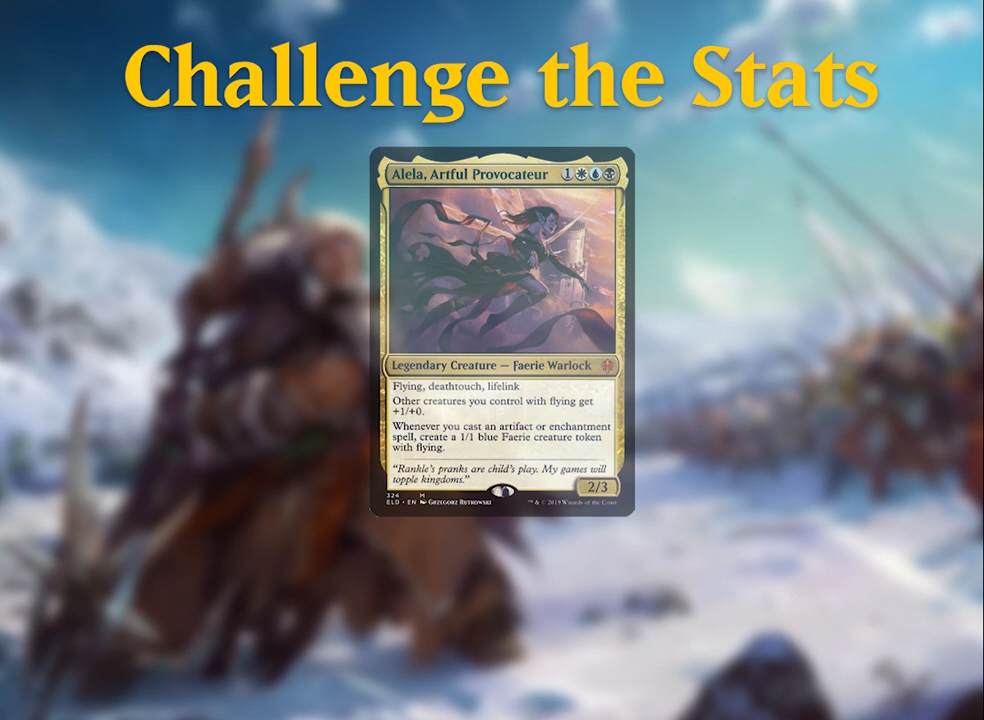 Challenge the Stats
Alela, Artful Provocateur 1
Legendary Creature — Faerie Warlock
Flying, deathtouch, lifelink
Other creatures you control with flying get
+1/+0.
Whenever you cast an artifact or enchantment
spell, create a 1/1 blue Faerie creature token
with flying.
“Rankle's pranks are child's play. My games will
topple kingdoms.”
2/3
324 M
ELD • EN Grzegorz Rutkowski ™ & © 2019 Wizards of the Coast